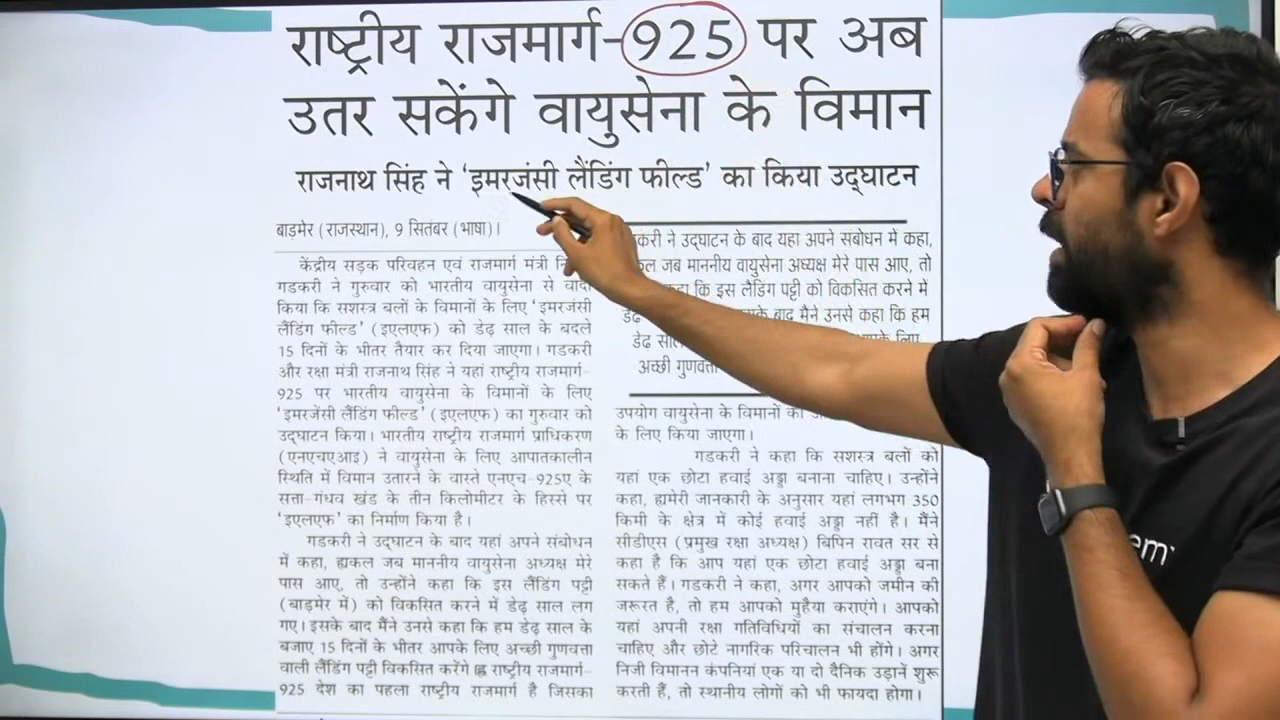 राष्ट्रीय राजमार्ग-925 पर अब
उतर सकेंगे वायुसेना के विमान
राजनाथ सिंह ने ‘इमरजंसी लैंडिंग फील्ड’ का किया उद्घाटन
बाड़मेर (राजस्थान), 9 सितंबर (भाषा)।
केंद्रीय सड़क परिवहन एवं राजमार्ग मंत्री
गडकरी ने गुरुवार को भारतीय वायुसेना से वादा
किया कि सशस्त्र बलों के विमानों के लिए ‘इमरजंसी
लैंडिंग फील्ड’ (इएलएफ) को डेढ़ साल के बदले
15 दिनों के भीतर तैयार कर दिया जाएगा। गडकरी
और रक्षा मंत्री राजनाथ सिंह ने यहां राष्ट्रीय राजमार्ग-
925 पर भारतीय वायुसेना के विमानों के लिए
‘इमरजेंसी लैंडिंग फील्ड’ (इएलएफ) का गुरुवार को
उद्घाटन किया। भारतीय राष्ट्रीय राजमार्ग प्राधिकरण
(एनएचएआइ) ने वायुसेना के लिए आपातकालीन
स्थिति में विमान उतारने के वास्ते एनएच-925ए के
सत्ता-गंधव खंड के तीन किलोमीटर के हिस्से पर
‘इएलएफ’ का निर्माण किया है।
गडकरी ने उद्घाटन के बाद यहां अपने संबोधन
में कहा, ह्यकल जब माननीय वायुसेना अध्यक्ष मेरे
पास आए, तो उन्होंने कहा कि इस लैंडिंग पट्टी
(बाड़मेर में) को विकसित करने में डेढ़ साल लग
गए। इसके बाद मैंने उनसे कहा कि हम डेढ़ साल के
बजाए 15 दिनों के भीतर आपके लिए अच्छी गुणवत्ता
वाली लैंडिंग पट्टी विकसित करेंगे राष्ट्रीय राजमार्ग-
925 देश का पहला राष्ट्रीय राजमार्ग है जिसका
ने उद्घाटन के बाद यहा अपने संबोधन में कहा,
जब माननीय वायुसेना अध्यक्ष मेरे पास आए, तो
कहा कि इस लैंडिग पट्टी को विकसित करने में
बाद मैंने उनसे कहा कि हम
डेढ़
अच्छी गुणवत्ता
उपयोग वायुसेना के विमानों को
के लिए किया जाएगा।
गडकरी ने कहा कि सशस्त्र बलों को
यहां एक छोटा हवाई अड्डा बनाना चाहिए। उन्होंने
कहा, ह्यमेरी जानकारी के अनुसार यहां लगभग 350
किमी के क्षेत्र में कोई हवाई अड्डा नहीं है। मैंने
सीडीएस (प्रमुख रक्षा अध्यक्ष) बिपिन रावत सर से
कहा है कि आप यहां एक छोटा हवाई अड्डा बना
सकते हैं। गडकरी ने कहा, अगर आपको जमीन की
जरूरत है, तो हम आपको मुहैया कराएंगे। आपको
यहां अपनी रक्षा गतिविधियों का संचालन करना
चाहिए और छोटे नागरिक परिचालन भी होंगे। अगर
निजी विमानन कंपनियां एक या दो दैनिक उड़ानें शुरू
करती हैं, तो स्थानीय लोगों को भी फायदा होगा।